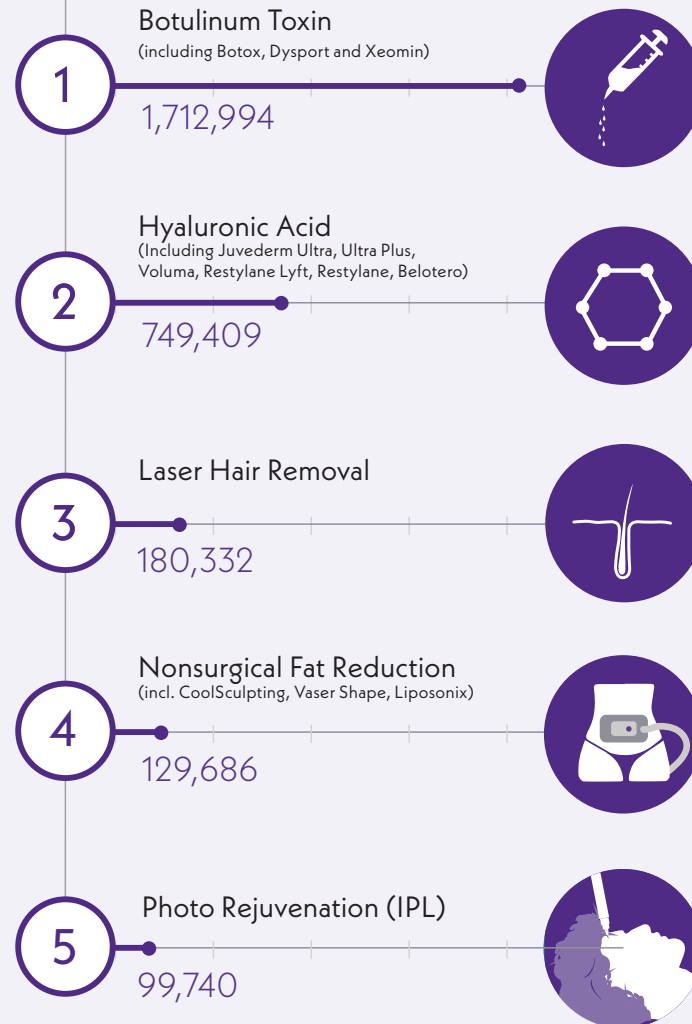 1
Botulinum Toxin
(including Botox, Dysport and Xeomin)
1,712,994
2
Hyaluronic Acid
(Including Juvederm Ultra, Ultra Plus,
Voluma, Restylane Lyft, Restylane, Belotero)
749,409
3
Laser Hair Removal
180,332
4
Nonsurgical Fat Reduction
(incl. CoolSculpting, Vaser Shape, Liposonix)
129,686
5
Photo Rejuvenation (IPL)
99,740